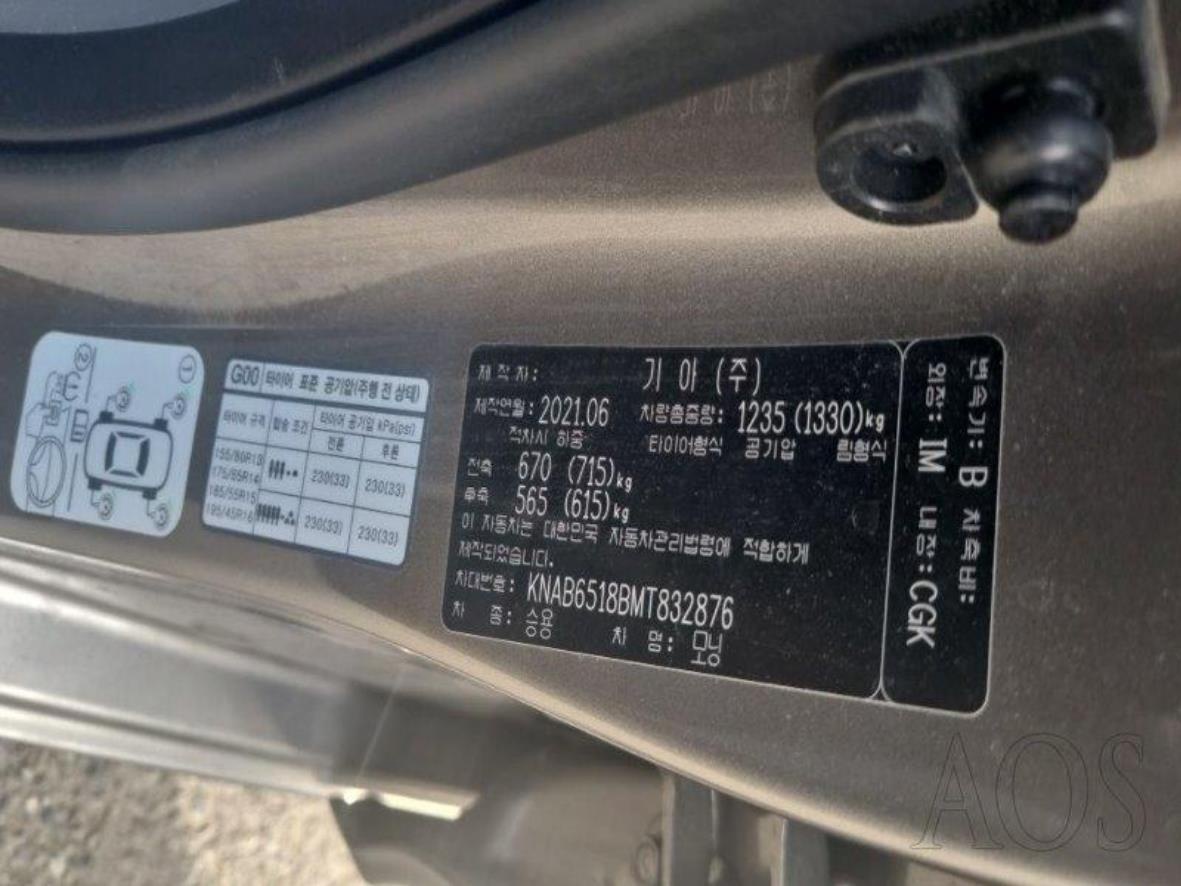 ②
①
G00 타이어 표준 공기압(주행 전 상태)
타이어 규격 탑승 조건 타이어 공기압 kPa(psi)
전륜 후륜
155/80R13
175/65R14
185/55R15
195/45R16
230(33) 230(33)
230(33) 230(33)
제 작 자: 기 아 (주)
제작연월: 2021.06 차량총중량: 1235 (1330)kg
적차시 하중 타이어형식 공기압 림형식
전축 670 (715)kg
후축 565 (615)kg
이 자동차는 대한민국 자동차관리법령에 적합하게
제작되었습니다.
차대번호: KNAB6518BMT832876
차 종: 승용 차 명: 모닝
변속기: B 차축비:
외장: IM 내장: CGK
AOS